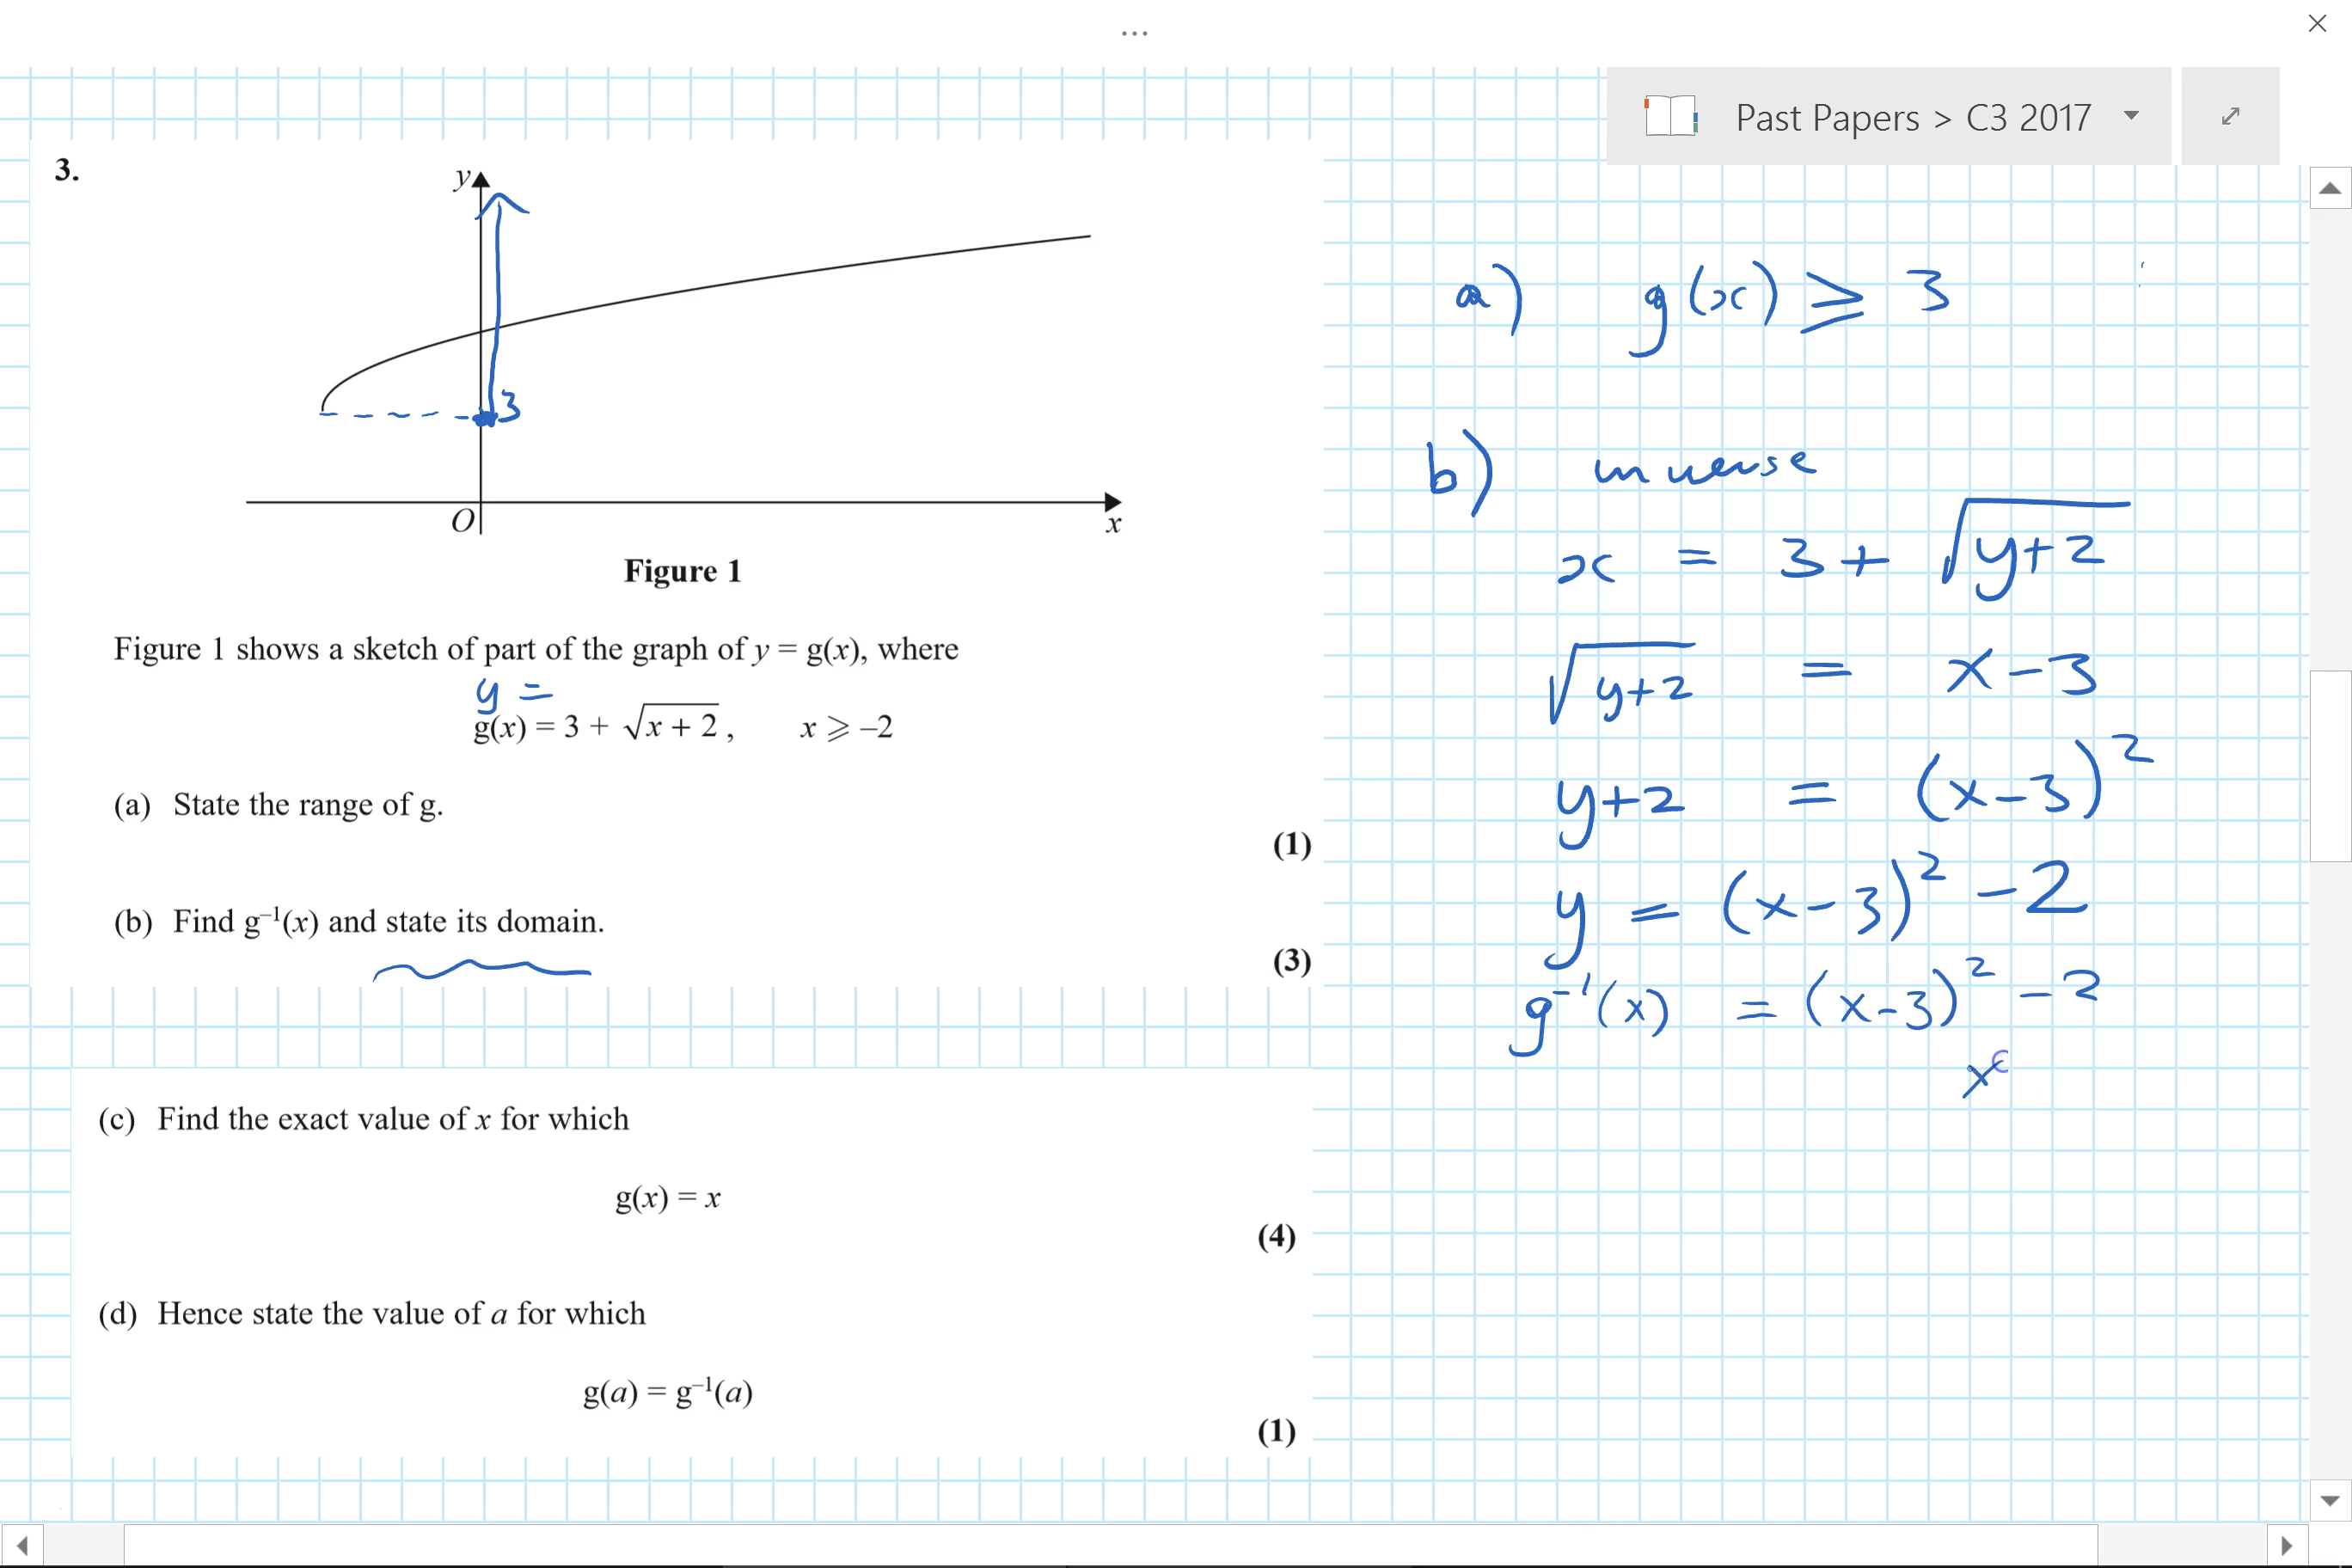 ...
Past Papers > C3 2017
3.
y
3
O
x
Figure 1
Figure 1 shows a sketch of part of the graph of y = g(x), where
y =
g(x) = 3 + √(x + 2) , x ⩾ –2
(a) State the range of g.
(1)
(b) Find g⁻¹(x) and state its domain.
(3)
(c) Find the exact value of x for which
g(x) = x
(4)
(d) Hence state the value of a for which
g(a) = g⁻¹(a)
(1)
a) g(x) ≥ 3
b) inverse
x = 3 + √(y+2)
√(y+2) = x – 3
y+2 = (x–3)²
y = (x–3)² – 2
g⁻¹(x) = (x–3)² – 2
x